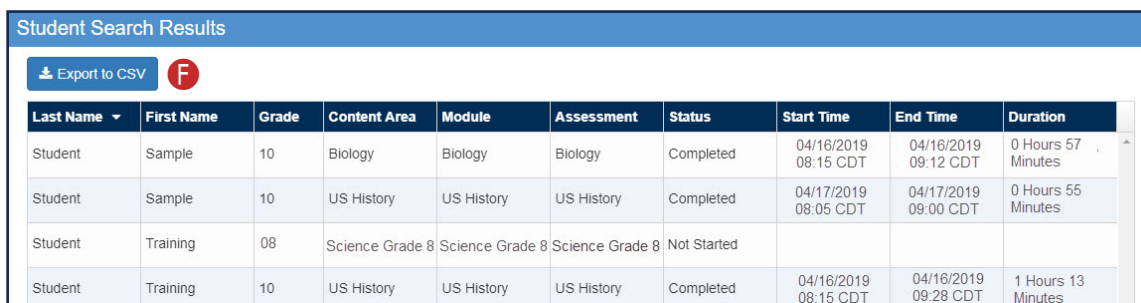 Student Search Results
Export to CSV F
Last Name First Name Grade Content Area Module Assessment Status Start Time End Time Duration
Student Sample 10 Biology Biology Biology Completed 04/16/2019 08:15 CDT 04/16/2019 09:12 CDT 0 Hours 57 Minutes
Student Sample 10 US History US History US History Completed 04/17/2019 08:05 CDT 04/17/2019 09:00 CDT 0 Hours 55 Minutes
Student Training 08 Science Grade 8 Science Grade 8 Science Grade 8 Not Started
Student Training 10 US History US History US History Completed 04/16/2019 08:15 CDT 04/16/2019 09:28 CDT 1 Hours 13 Minutes